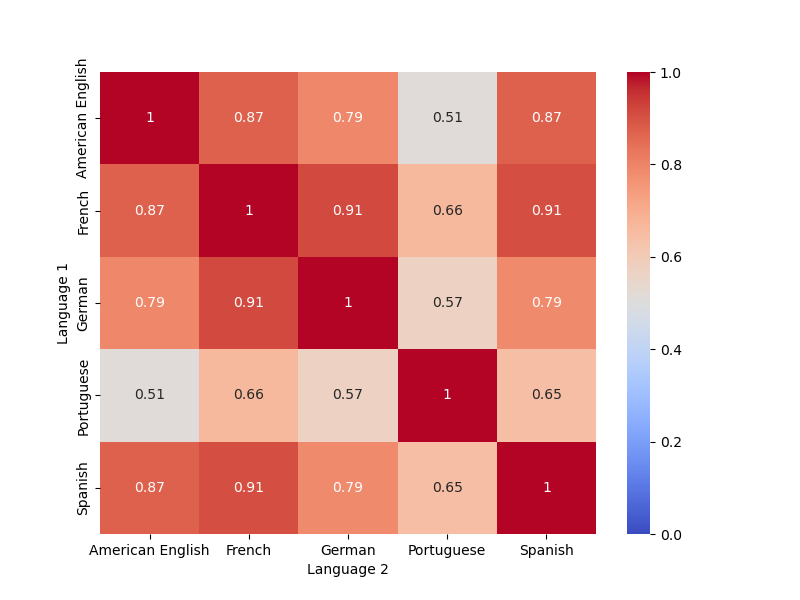 American English
1
0.87
0.79
0.51
0.87
French
0.87
1
0.91
0.66
0.91
Language 1
German
0.79
0.91
1
0.57
0.79
Portuguese
0.51
0.66
0.57
1
0.65
Spanish
0.87
0.91
0.79
0.65
1
American English
French
German
Portuguese
Spanish
Language 2
1.0
0.8
0.6
0.4
0.2
0.0